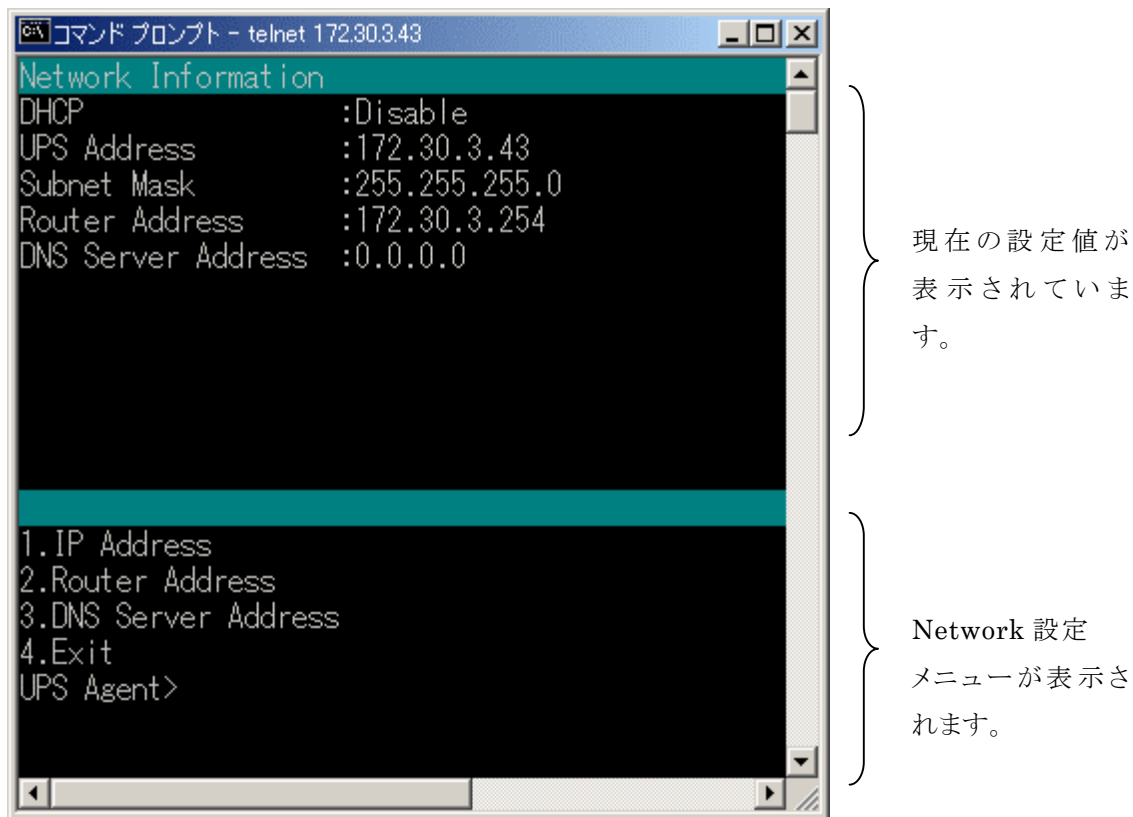 コマンド プロンプト - telnet 172.30.3.43
Network Information
DHCP :Disable
UPS Address :172.30.3.43
Subnet Mask :255.255.255.0
Router Address :172.30.3.254
DNS Server Address :0.0.0.0
現在の設定値が
表示されていま
す。
1.IP Address
2.Router Address
3.DNS Server Address
4.Exit
UPS Agent>
Network 設定
メニューが表示さ
れます。